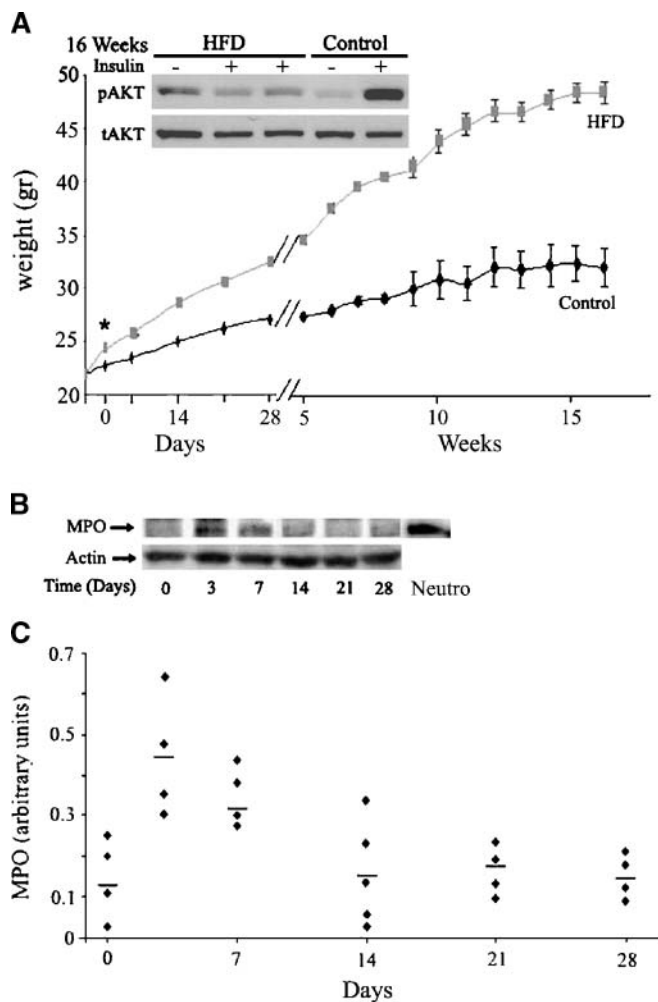 A
16 Weeks HFD Control
Insulin - + + - +
pAKT
tAKT
weight (gr)
50
45
40
35
30
25
20
*
HFD
Control
0 14 28 5 10 15
Days Weeks
B
MPO
Actin
Time (Days) 0 3 7 14 21 28 Neutro
C
MPO (arbitrary units)
0.7
0.5
0.3
0.1
0
0 7 14 21 28
Days